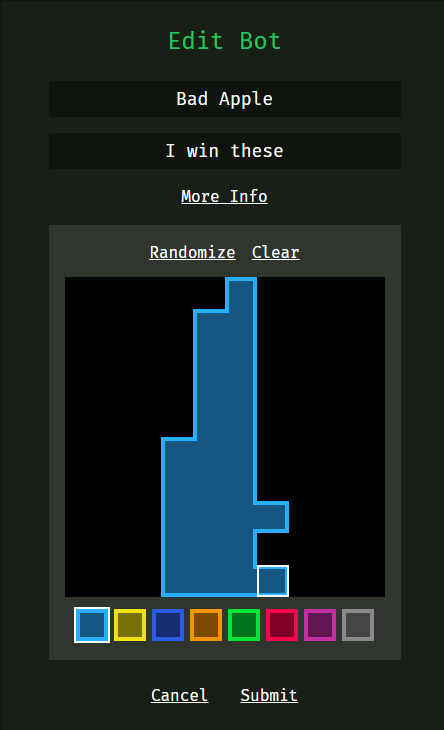 Edit Bot
Bad Apple
I win these
More Info
Randomize Clear
Cancel Submit